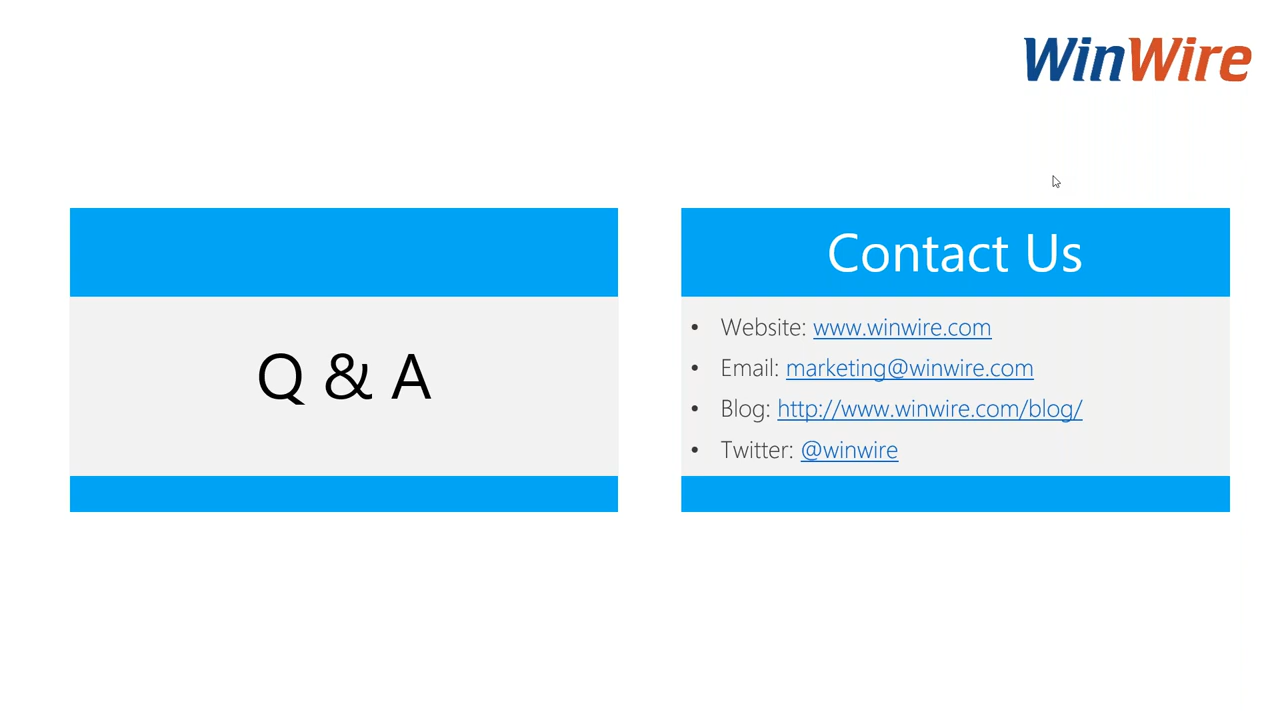 WinWire
Q & A
Contact Us
• Website: www.winwire.com
• Email: marketing@winwire.com
• Blog: http://www.winwire.com/blog/
• Twitter: @winwire